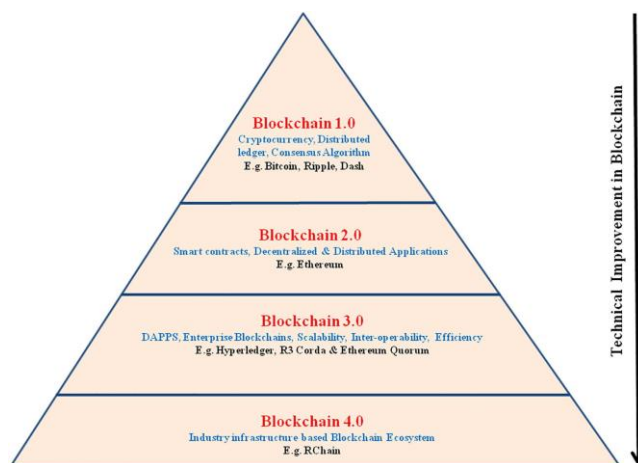 Blockchain 1.0
Cryptocurrency, Distributed
ledger, Consensus Algorithm
E.g. Bitcoin, Ripple, Dash
Blockchain 2.0
Smart contracts, Decentralized & Distributed Applications
E.g. Ethereum
Blockchain 3.0
DAPPS, Enterprise Blockchains, Scalability, Inter-operability, Efficiency
E.g. Hyperledger, R3 Corda & Ethereum Quorum
Blockchain 4.0
Industry infrastructure based Blockchain Ecosystem
E.g. RChain
Technical Improvement in Blockchain